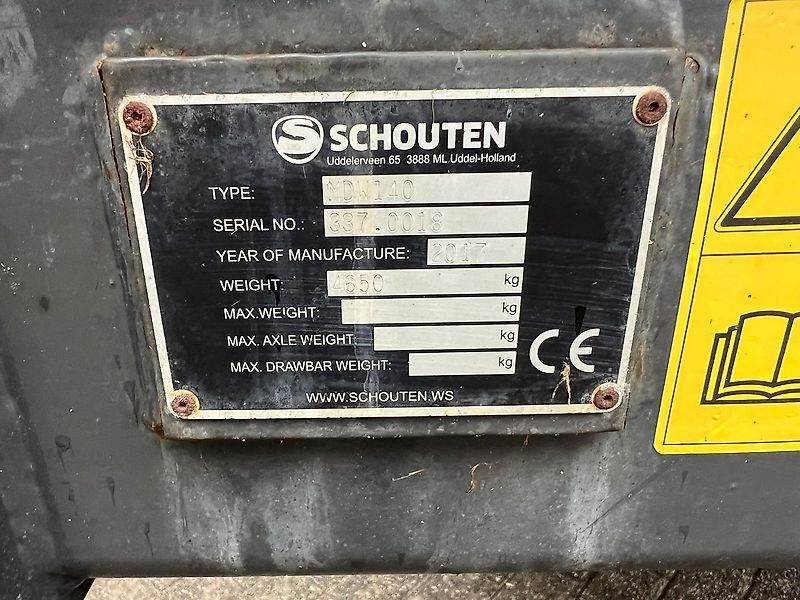 SCHOUTEN
Uddelerveen 65 3888 ML Uddel-Holland
TYPE: MDW140
SERIAL NO.: 337.0018
YEAR OF MANUFACTURE: 2017
WEIGHT: 4650 kg
MAX. WEIGHT: kg
MAX. AXLE WEIGHT: kg
MAX. DRAWBAR WEIGHT: kg
CE
WWW.SCHOUTEN.WS